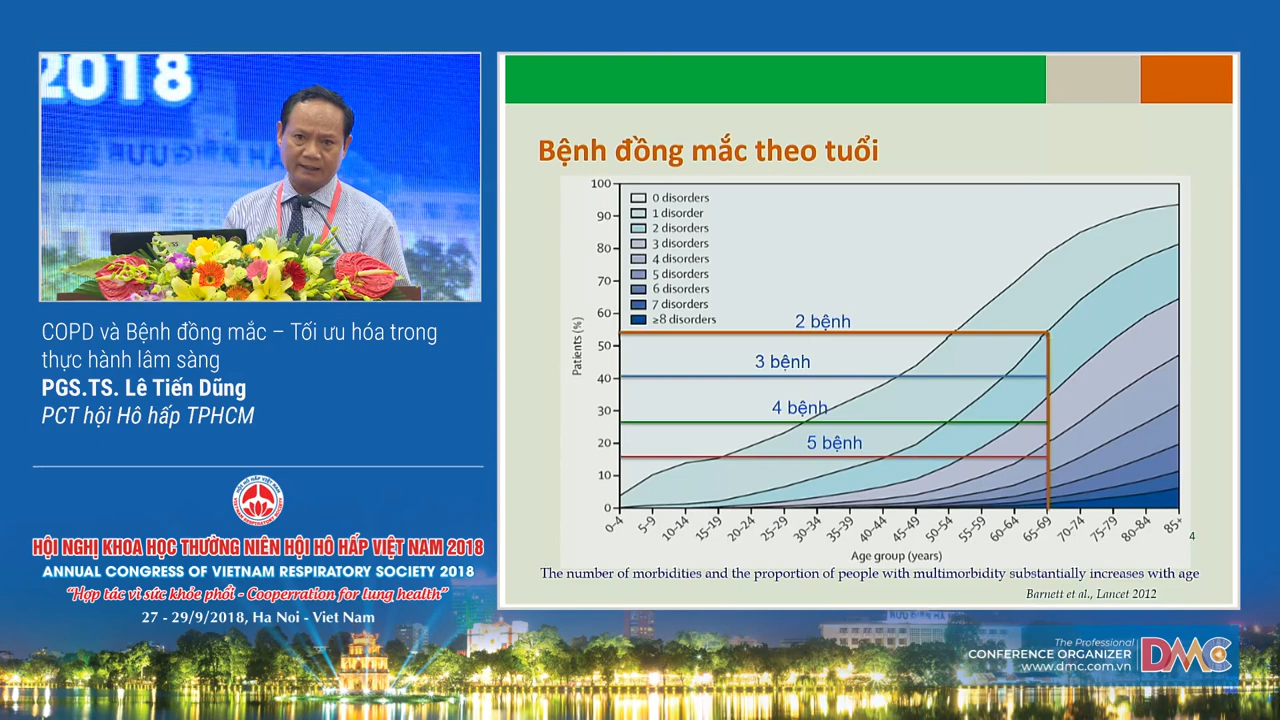 2018
HỮU NGHỊ
COPD và Bệnh đồng mắc – Tối ưu hóa trong
thực hành lâm sàng
PGS.TS. Lê Tiến Dũng
PCT hội Hô hấp TPHCM
HỘI HÔ HẤP VIỆT NAM
HỘI NGHỊ KHOA HỌC THƯỜNG NIÊN HỘI HÔ HẤP VIỆT NAM 2018
ANNUAL CONGRESS OF VIETNAM RESPIRATORY SOCIETY 2018
“Hợp tác vì sức khỏe phổi - Cooperration for lung health”
27 - 29/9/2018, Ha Noi - Viet Nam
Bệnh đồng mắc theo tuổi
100
90
80
70
60
50
40
30
20
10
0
Patients (%)
0 disorders
1 disorder
2 disorders
3 disorders
4 disorders
5 disorders
6 disorders
7 disorders
≥8 disorders
2 bệnh
3 bệnh
4 bệnh
5 bệnh
0-4 5-9 10-14 15-19 20-24 25-29 30-34 35-39 40-44 45-49 50-54 55-59 60-64 65-69 70-74 75-79 80-84 85+
Age group (years)
4
The number of morbidities and the proportion of people with multimorbidity substantially increases with age
Barnett et al., Lancet 2012
The Professional
CONFERENCE ORGANIZER
www.dmc.com.vn
DMC